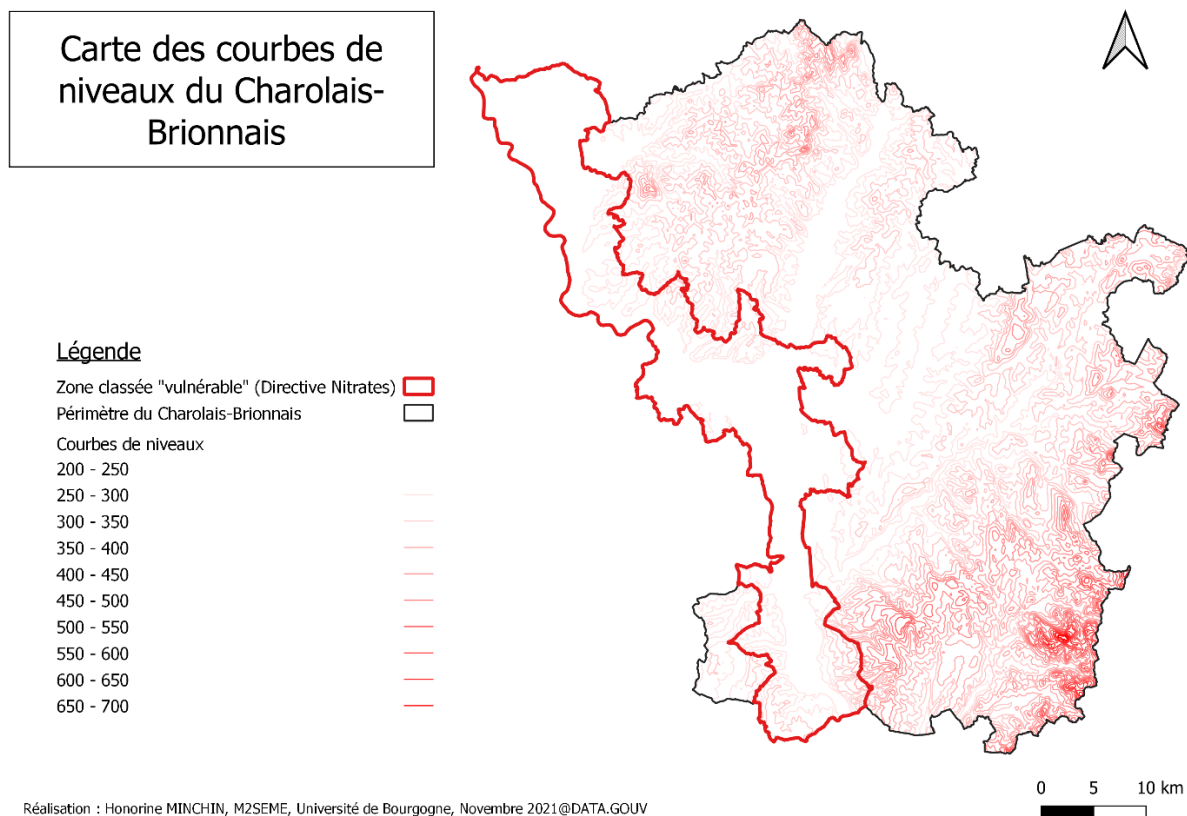 Carte des courbes de
niveaux du Charolais-
Brionnais
Légende
Zone classée "vulnérable" (Directive Nitrates)
Périmètre du Charolais-Brionnais
Courbes de niveaux
200 - 250
250 - 300
300 - 350
350 - 400
400 - 450
450 - 500
500 - 550
550 - 600
600 - 650
650 - 700
0 5 10 km
Réalisation : Honorine MINCHIN, M2SEME, Université de Bourgogne, Novembre 2021@DATA.GOUV